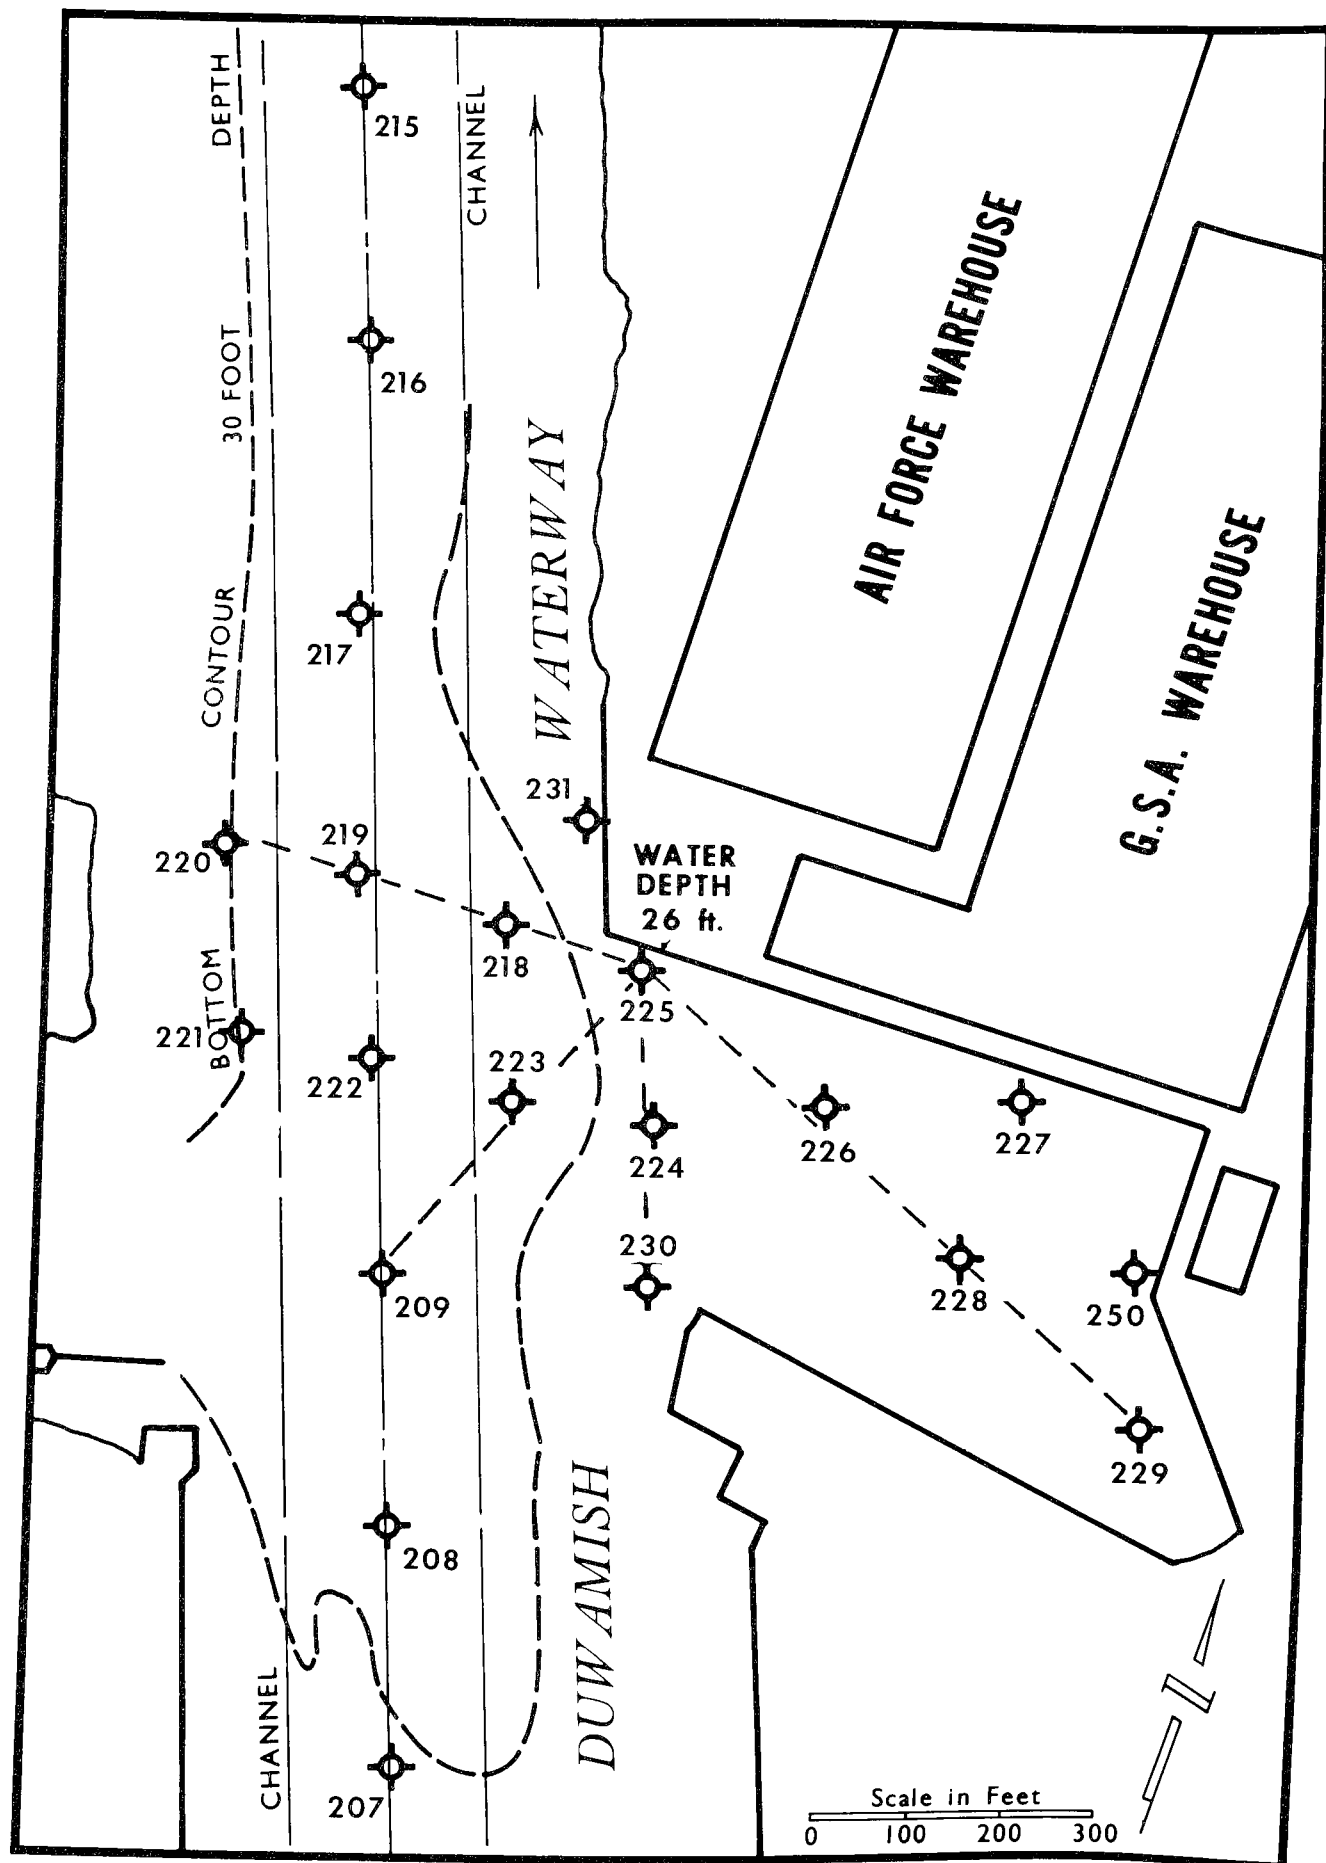 DEPTH
215
CHANNEL
216
30 FOOT
AIR FORCE WAREHOUSE
WATERWAY
CONTOUR
217
G.S.A. WAREHOUSE
231
219
220
WATER
DEPTH
26 ft.
218
225
BOTTOM
221
222
223
224
226
227
230
209
228
250
229
208
DUWAMISH
CHANNEL
207
N
Scale in Feet
0 100 200 300